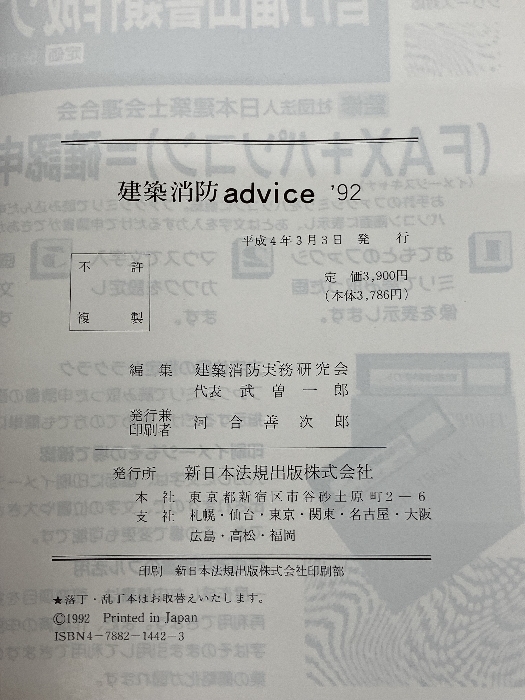 建築消防advice '92
平成4年3月3日 発 行
不 許
複 製
定 価3,900円
(本体3,786円)
編 集 建築消防実務研究会
代表 武 曽 一 郎
発行兼
印刷者 河 合 善 次 郎
発行所 新日本法規出版株式会社
本 社 東京都新宿区市谷砂土原町2―6
支 社 札幌・仙台・東京・関東・名古屋・大阪
広島・高松・福岡
印刷 新日本法規出版株式会社印刷部
★落丁・乱丁本はお取替えいたします。
©1992 Printed in Japan
ISBN4-7882-1442-3